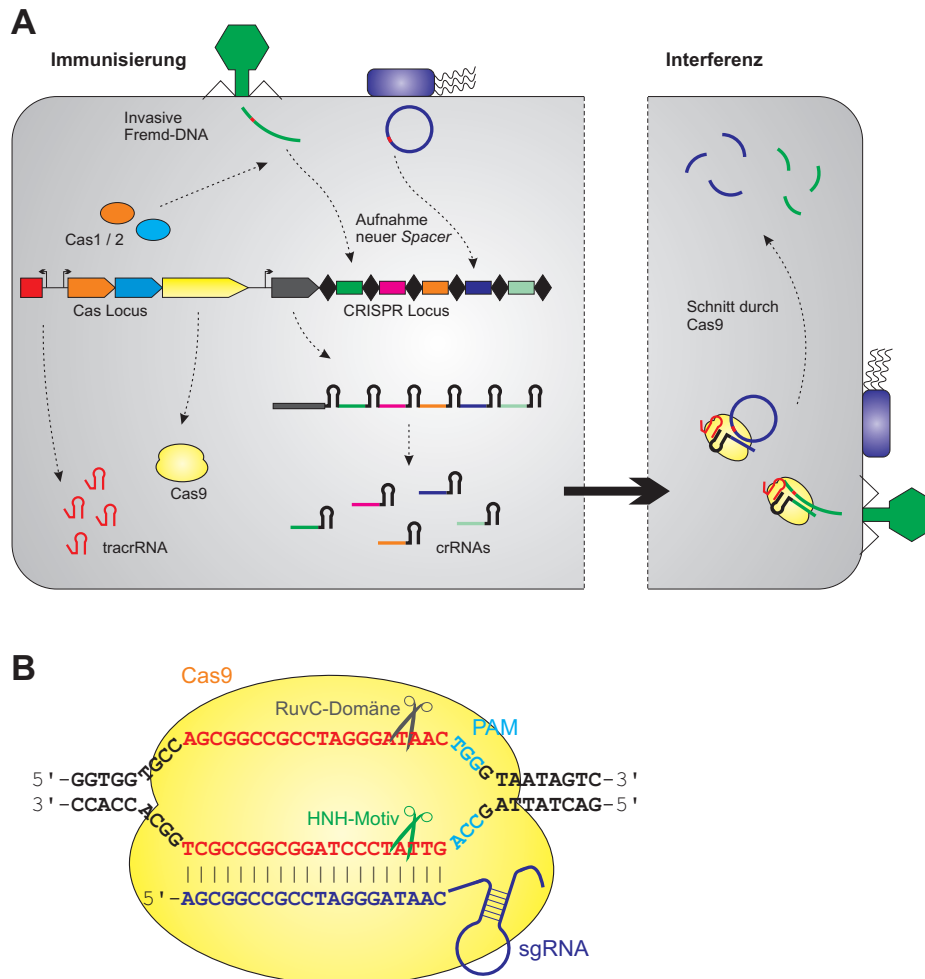 A
Immunisierung
Interferenz
Invasive
Fremd-DNA
Cas1 / 2
Aufnahme
neuer Spacer
Cas Locus
CRISPR Locus
Schnitt durch
Cas9
Cas9
tracrRNA
crRNAs
B
Cas9
RuvC-Domäne
PAM
5'-GGTGGTGCCAGCGGCCGCCTAGGGATAACTGGGTAATAGTC-3'
3'-CCACCACGGTCGCCGGCGGATCCCTATTGACCGATTATCAG-5'
HNH-Motiv
5'-AGCGGCCGCCTAGGGATAAC
sgRNA